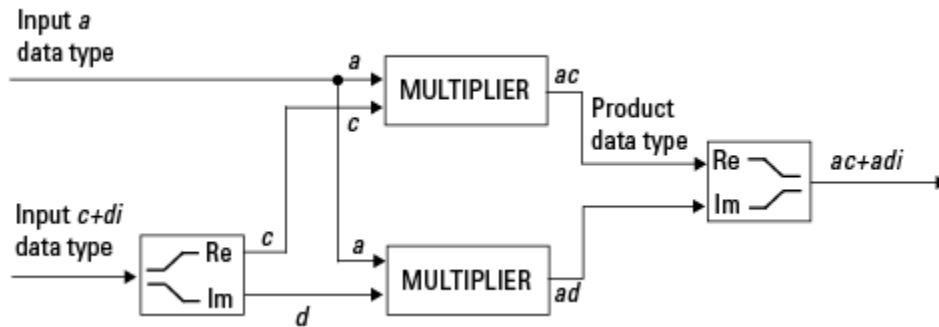 Input a
data type
a
MULTIPLIER
ac
c
Product
data type
Re
Im
ac+adi
Input c+di
data type
Re
Im
c
d
a
MULTIPLIER
ad